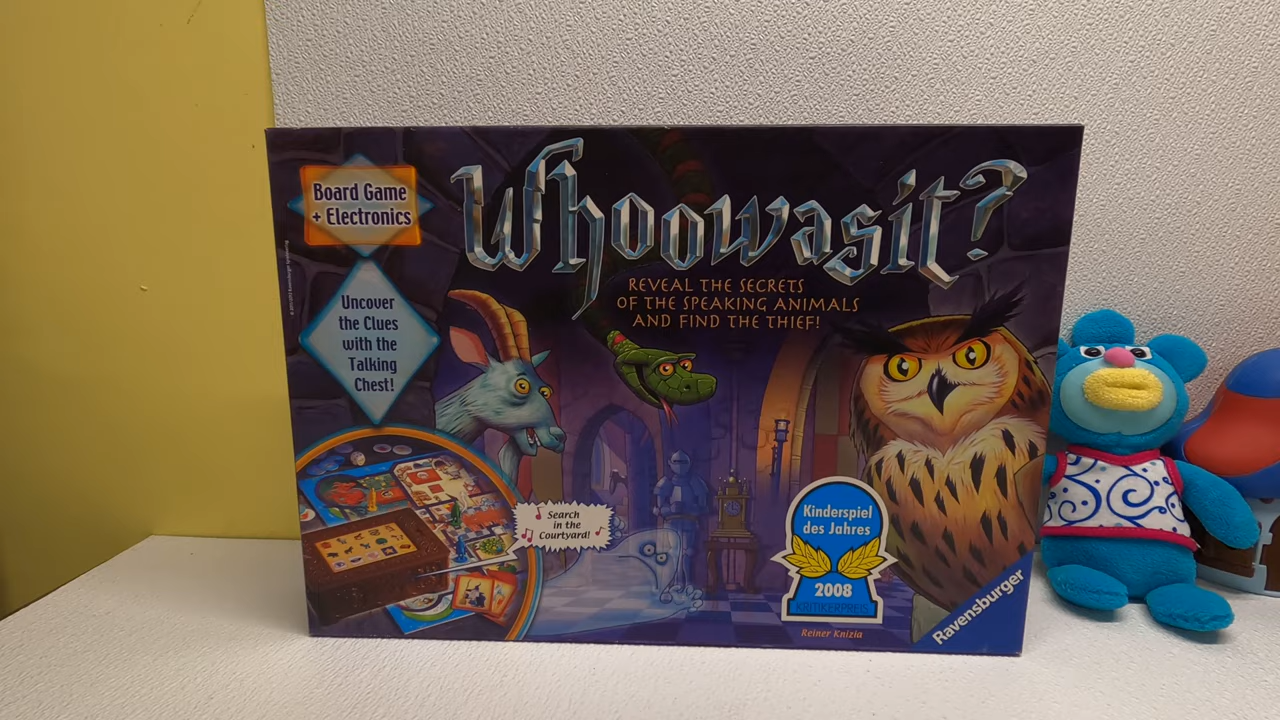 Board Game
+ Electronics
Whoowasit?
REVEAL THE SECRETS
OF THE SPEAKING ANIMALS
AND FIND THE THIEF!
Uncover
the Clues
with the
Talking
Chest!
Search
in the
Courtyard!
Kinderspiel
des Jahres
2008
KRITIKERPREIS
Reiner Knizia
Ravensburger